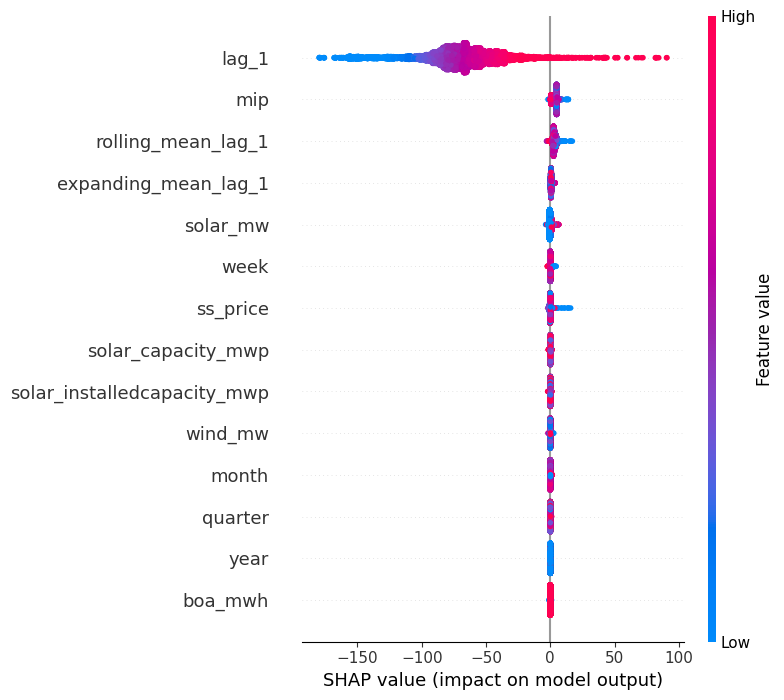 High
lag_1
mip
rolling_mean_lag_1
expanding_mean_lag_1
solar_mw
week
ss_price
solar_capacity_mwp
solar_installedcapacity_mwp
wind_mw
month
quarter
year
boa_mwh
Feature value
Low
−150 −100 −50 0 50 100
SHAP value (impact on model output)